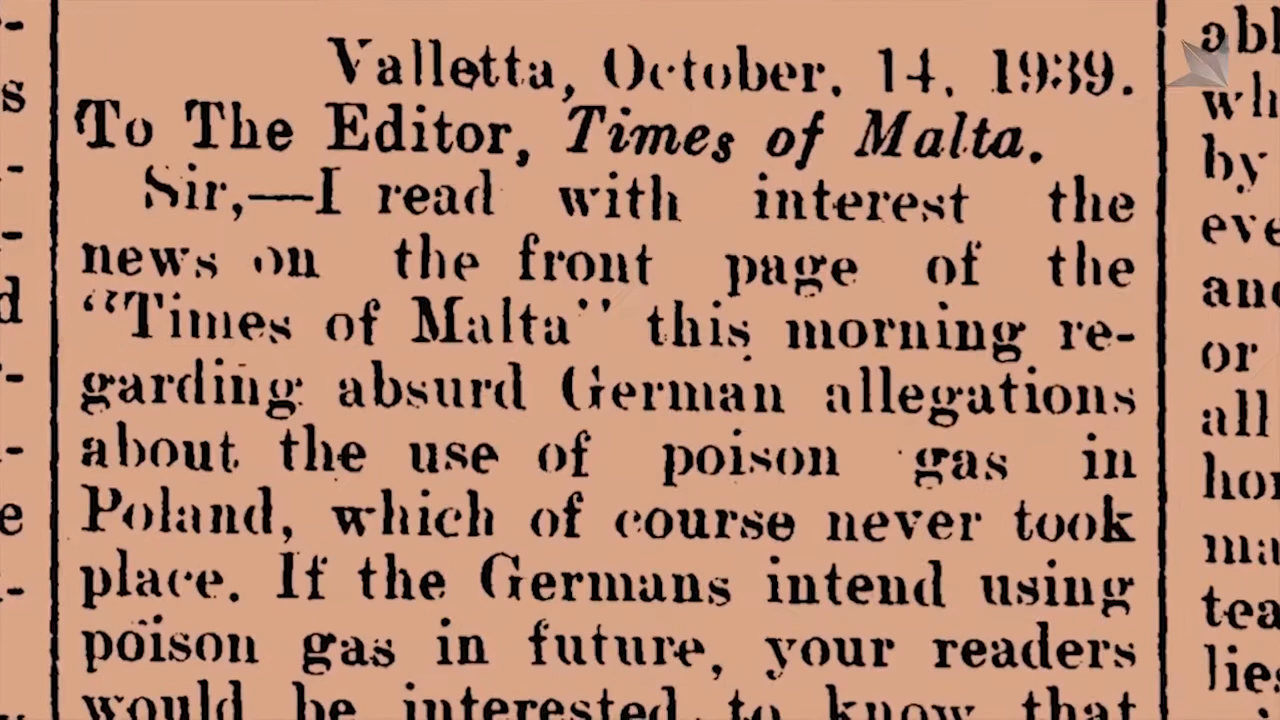 Valletta, October, 14, 1939.
To The Editor, Times of Malta.
Sir,—I read with interest the
news on the front page of the
"Times of Malta" this morning re-
garding absurd German allegations
about the use of poison gas in
Poland, which of course never took
place. If the Germans intend using
poison gas in future, your readers
would be interested to know that